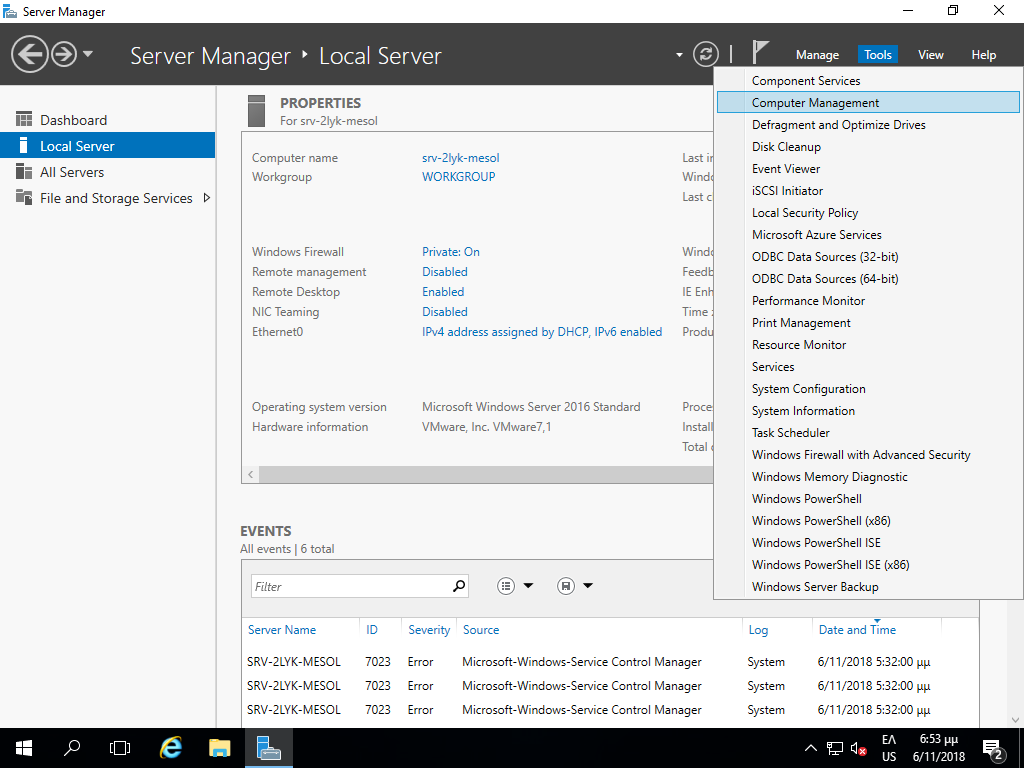 Server Manager
Server Manager ‣ Local Server
Manage Tools View Help
Dashboard
Local Server
All Servers
File and Storage Services
PROPERTIES
For srv-2lyk-mesol
Computer name srv-2lyk-mesol Last in
Workgroup WORKGROUP Windo
Last c
Windows Firewall Private: On Windo
Remote management Disabled Feedb
Remote Desktop Enabled IE Enh
NIC Teaming Disabled Time z
Ethernet0 IPv4 address assigned by DHCP, IPv6 enabled Produ
Operating system version Microsoft Windows Server 2016 Standard Proce
Hardware information VMware, Inc. VMware7,1 Install
Total d
Component Services
Computer Management
Defragment and Optimize Drives
Disk Cleanup
Event Viewer
iSCSI Initiator
Local Security Policy
Microsoft Azure Services
ODBC Data Sources (32-bit)
ODBC Data Sources (64-bit)
Performance Monitor
Print Management
Resource Monitor
Services
System Configuration
System Information
Task Scheduler
Windows Firewall with Advanced Security
Windows Memory Diagnostic
Windows PowerShell
Windows PowerShell (x86)
Windows PowerShell ISE
Windows PowerShell ISE (x86)
Windows Server Backup
EVENTS
All events | 6 total
Filter
Server Name ID Severity Source Log Date and Time
SRV-2LYK-MESOL 7023 Error Microsoft-Windows-Service Control Manager System 6/11/2018 5:32:00 μμ
SRV-2LYK-MESOL 7023 Error Microsoft-Windows-Service Control Manager System 6/11/2018 5:32:00 μμ
SRV-2LYK-MESOL 7023 Error Microsoft-Windows-Service Control Manager System 6/11/2018 5:32:00 μμ
ΕΛ 6:53 μμ
US 6/11/2018 2